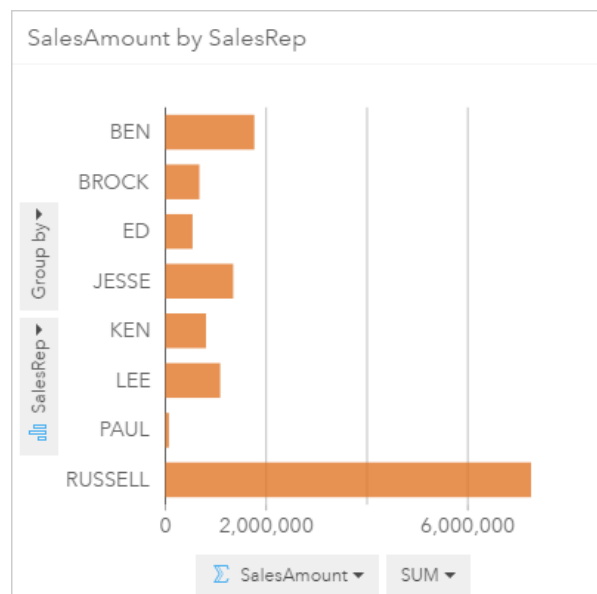 SalesAmount by SalesRep
BEN
BROCK
ED
JESSE
KEN
LEE
PAUL
RUSSELL
Group by
SalesRep
0 2,000,000 6,000,000
SalesAmount SUM